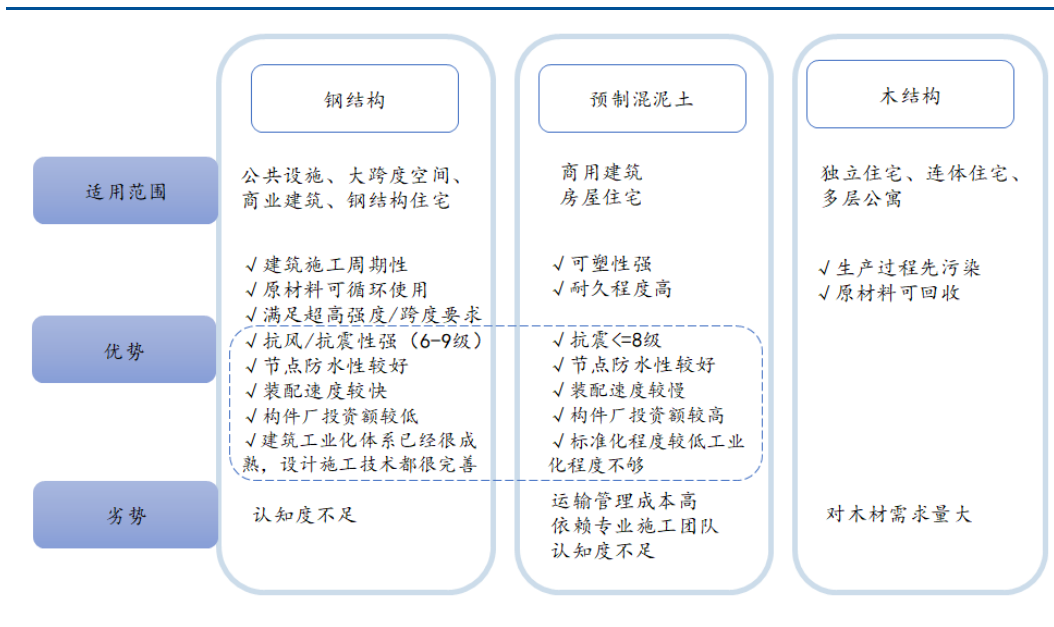 钢结构
预制混泥土
木结构
适用范围
公共设施、大跨度空间、
商业建筑、钢结构住宅
商用建筑
房屋住宅
独立住宅、连体住宅、
多层公寓
优势
√建筑施工周期性
√原材料可循环使用
√满足超高强度/跨度要求
√抗风/抗震性强（6-9级）
√节点防水性较好
√装配速度较快
√构件厂投资额较低
√建筑工业化体系已经很成
熟，设计施工技术都很完善
√可塑性强
√耐久程度高
√抗震<=8级
√节点防水性较好
√装配速度较慢
√构件厂投资额较高
√标准化程度较低工业
化程度不够
√生产过程先污染
√原材料可回收
劣势
认知度不足
运输管理成本高
依赖专业施工团队
认知度不足
对木材需求量大